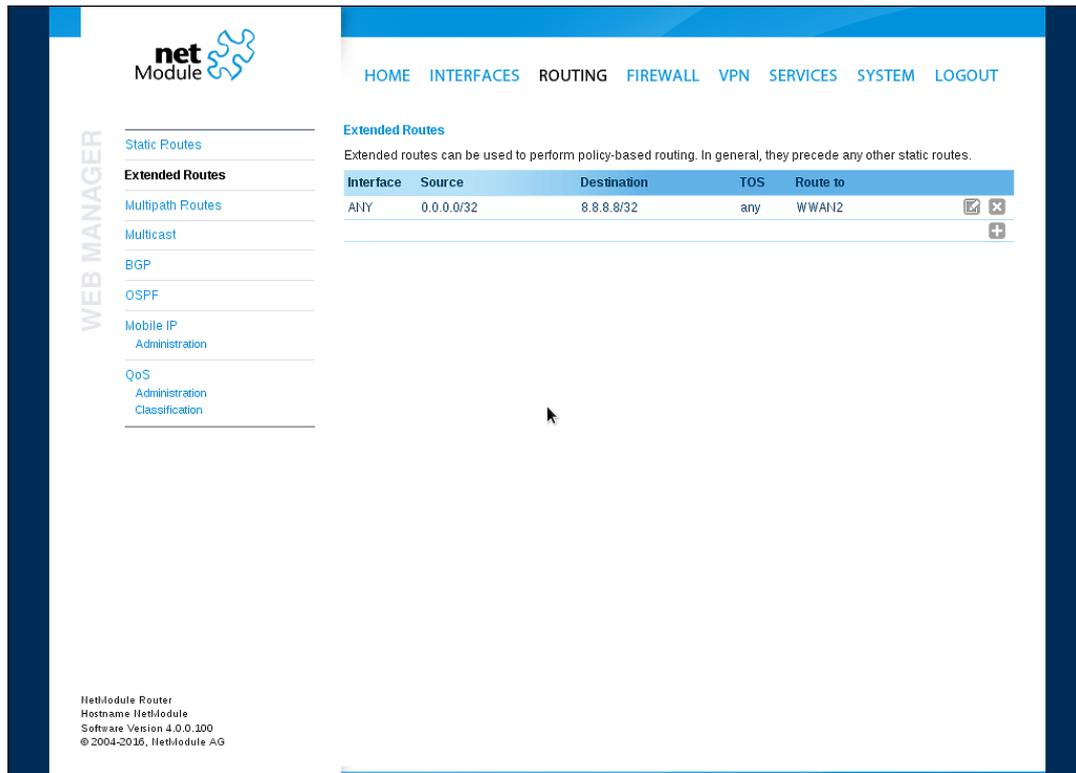 net
Module
HOME INTERFACES ROUTING FIREWALL VPN SERVICES SYSTEM LOGOUT
WEB MANAGER
Static Routes
Extended Routes
Multipath Routes
Multicast
BGP
OSPF
Mobile IP
Administration
QoS
Administration
Classification
Extended Routes
Extended routes can be used to perform policy-based routing. In general, they precede any other static routes.
Interface Source Destination TOS Route to
ANY 0.0.0.0/32 8.8.8.8/32 any WWAN2
NetModule Router
Hostname NetModule
Software Version 4.0.0.100
© 2004-2016, NetModule AG